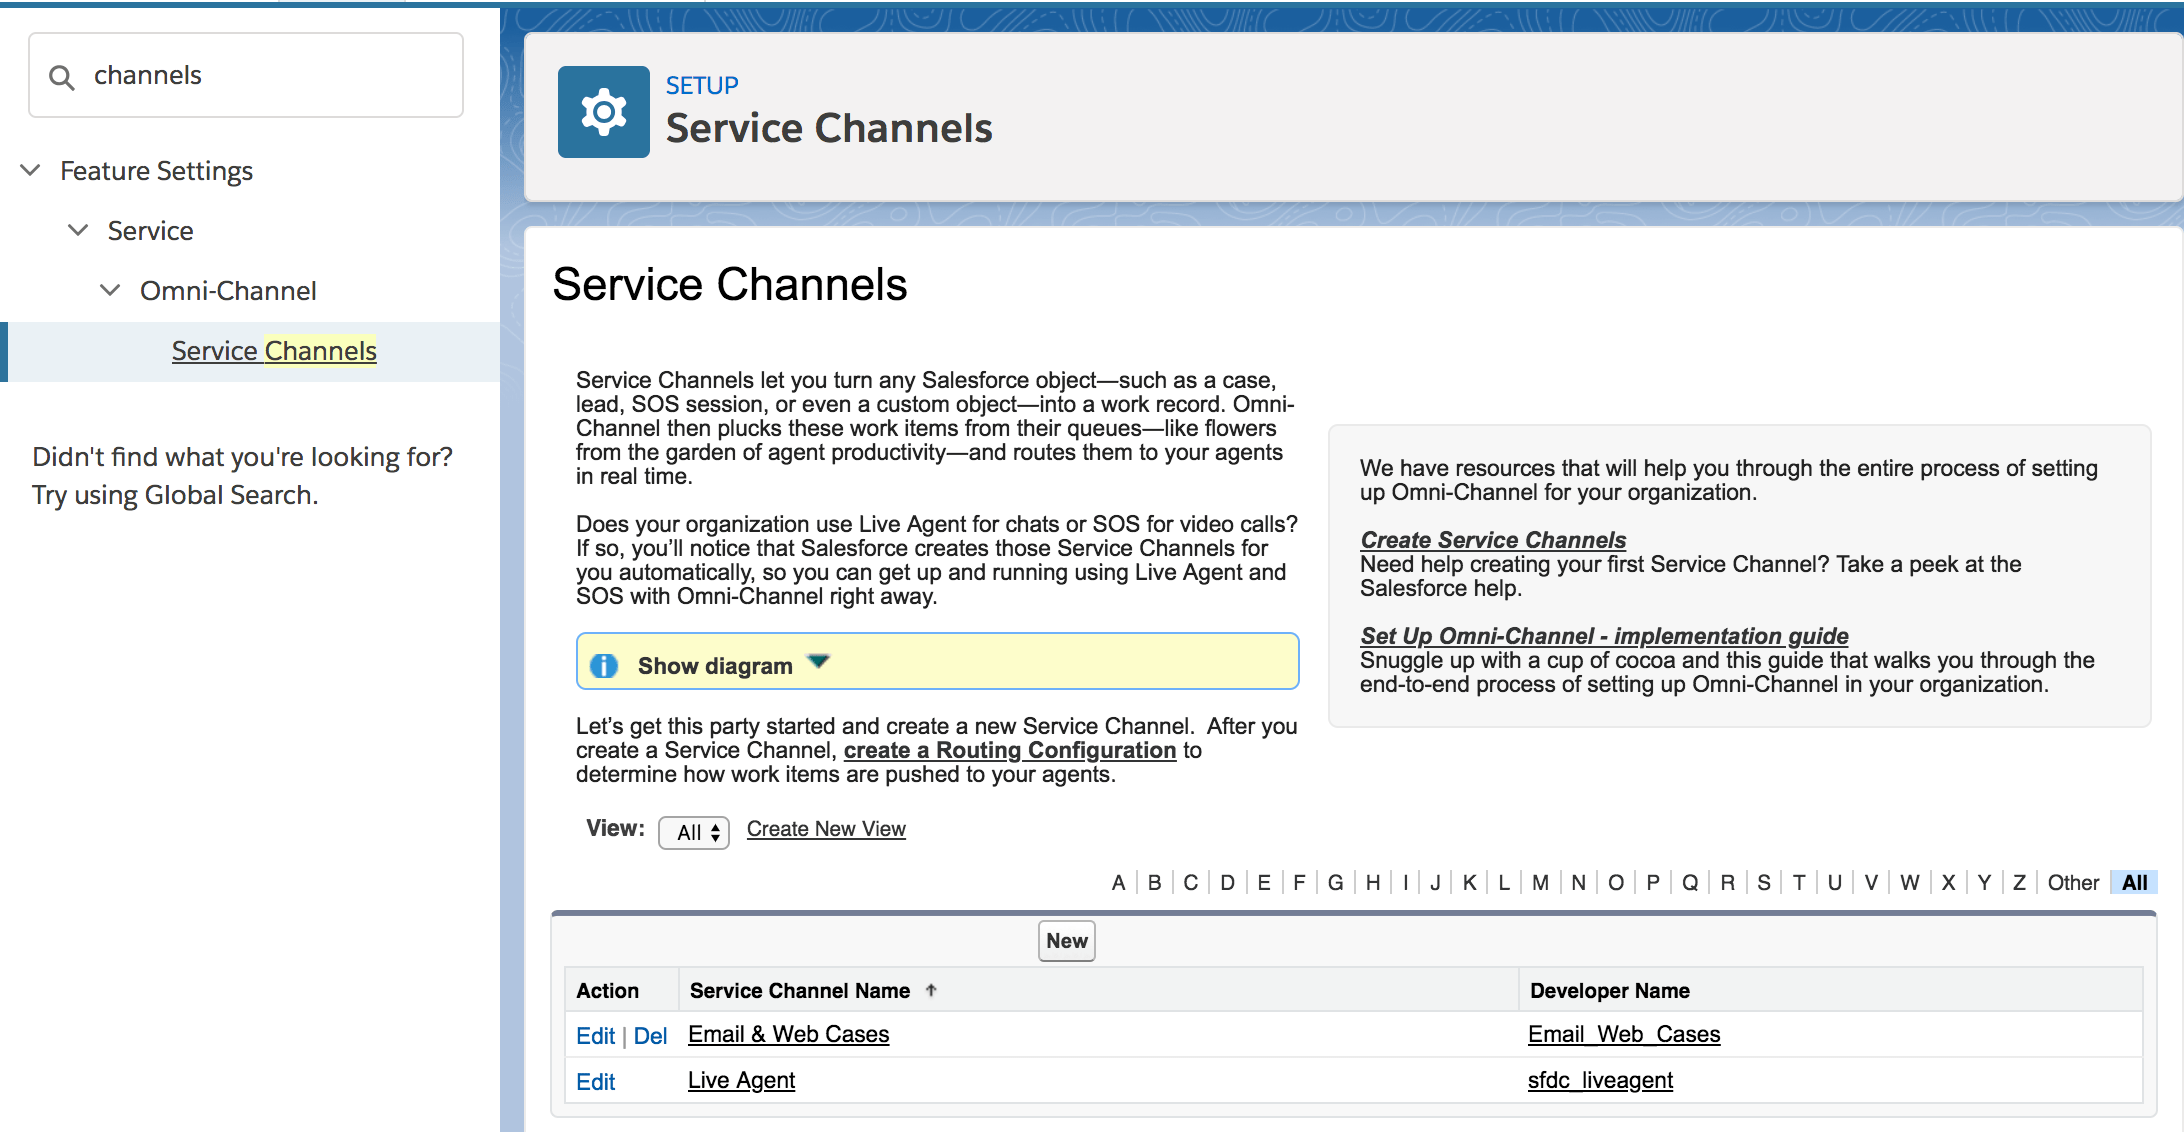 channels
Feature Settings
Service
Omni-Channel
Service Channels
Didn't find what you're looking for?
Try using Global Search.
SETUP
Service Channels
Service Channels
Service Channels let you turn any Salesforce object—such as a case,
lead, SOS session, or even a custom object—into a work record. Omni-
Channel then plucks these work items from their queues—like flowers
from the garden of agent productivity—and routes them to your agents
in real time.
Does your organization use Live Agent for chats or SOS for video calls?
If so, you’ll notice that Salesforce creates those Service Channels for
you automatically, so you can get up and running using Live Agent and
SOS with Omni-Channel right away.
Show diagram
Let’s get this party started and create a new Service Channel. After you
create a Service Channel, create a Routing Configuration to
determine how work items are pushed to your agents.
We have resources that will help you through the entire process of setting
up Omni-Channel for your organization.
Create Service Channels
Need help creating your first Service Channel? Take a peek at the
Salesforce help.
Set Up Omni-Channel - implementation guide
Snuggle up with a cup of cocoa and this guide that walks you through the
end-to-end process of setting up Omni-Channel in your organization.
View: All Create New View
A | B | C | D | E | F | G | H | I | J | K | L | M | N | O | P | Q | R | S | T | U | V | W | X | Y | Z | Other | All
New
Action Service Channel Name ↑ Developer Name
Edit | Del Email & Web Cases Email_Web_Cases
Edit Live Agent sfdc_liveagent